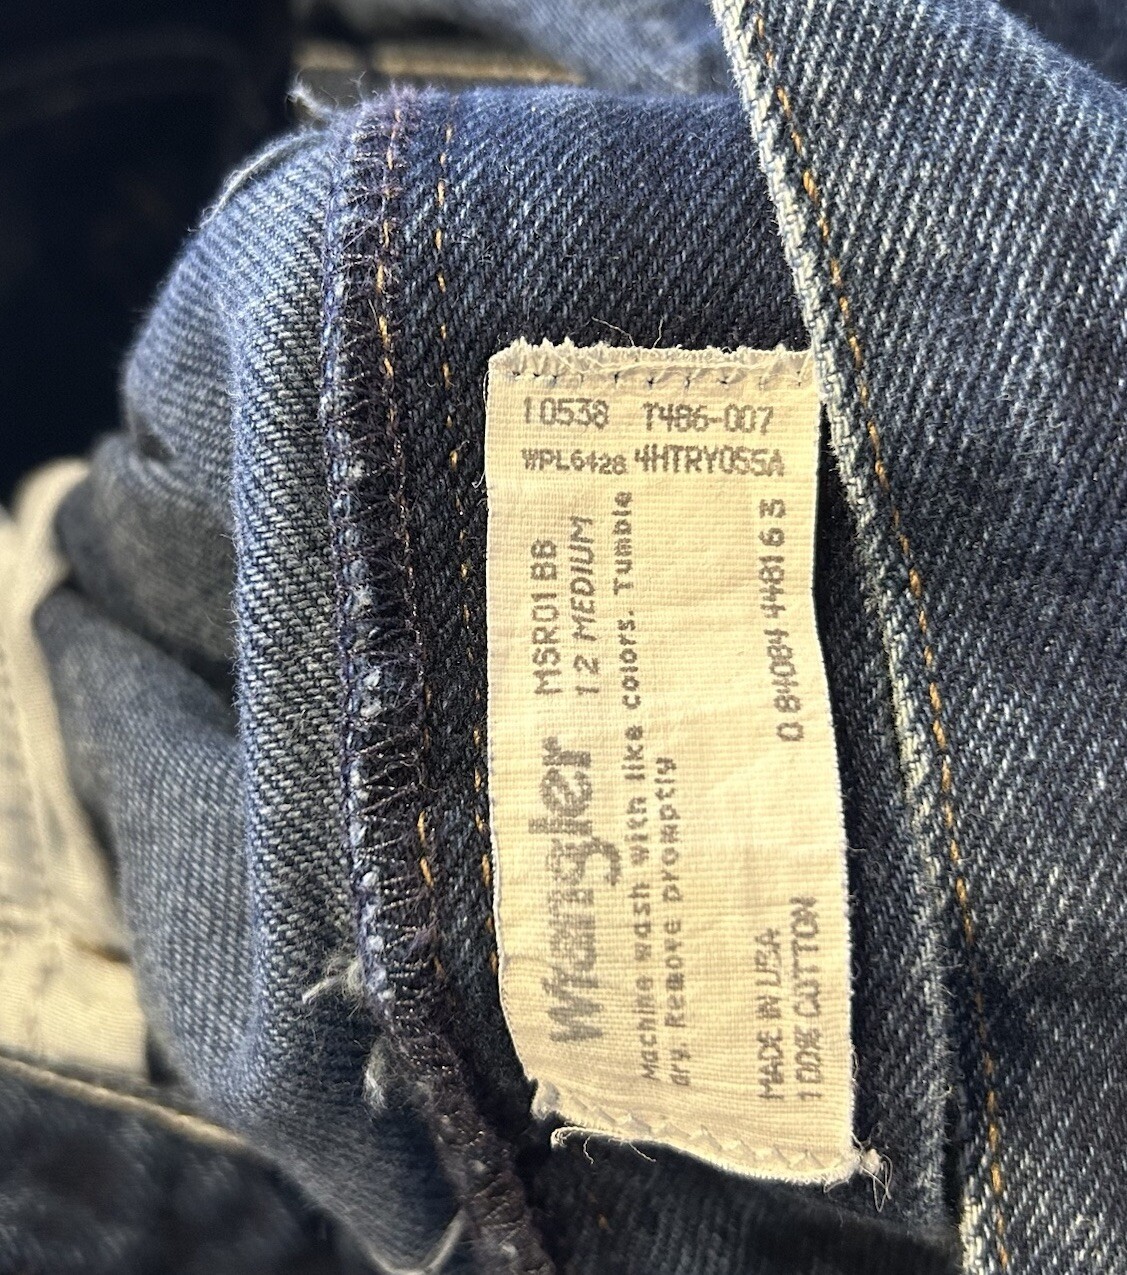 10538 T486-007
WPL6428 4HTRY055A
Wrangler MSR01BB
12 MEDIUM
Machine wash with like colors. Tumble
dry. Remove promptly
0 84084 44816 3
MADE IN USA
100% COTTON